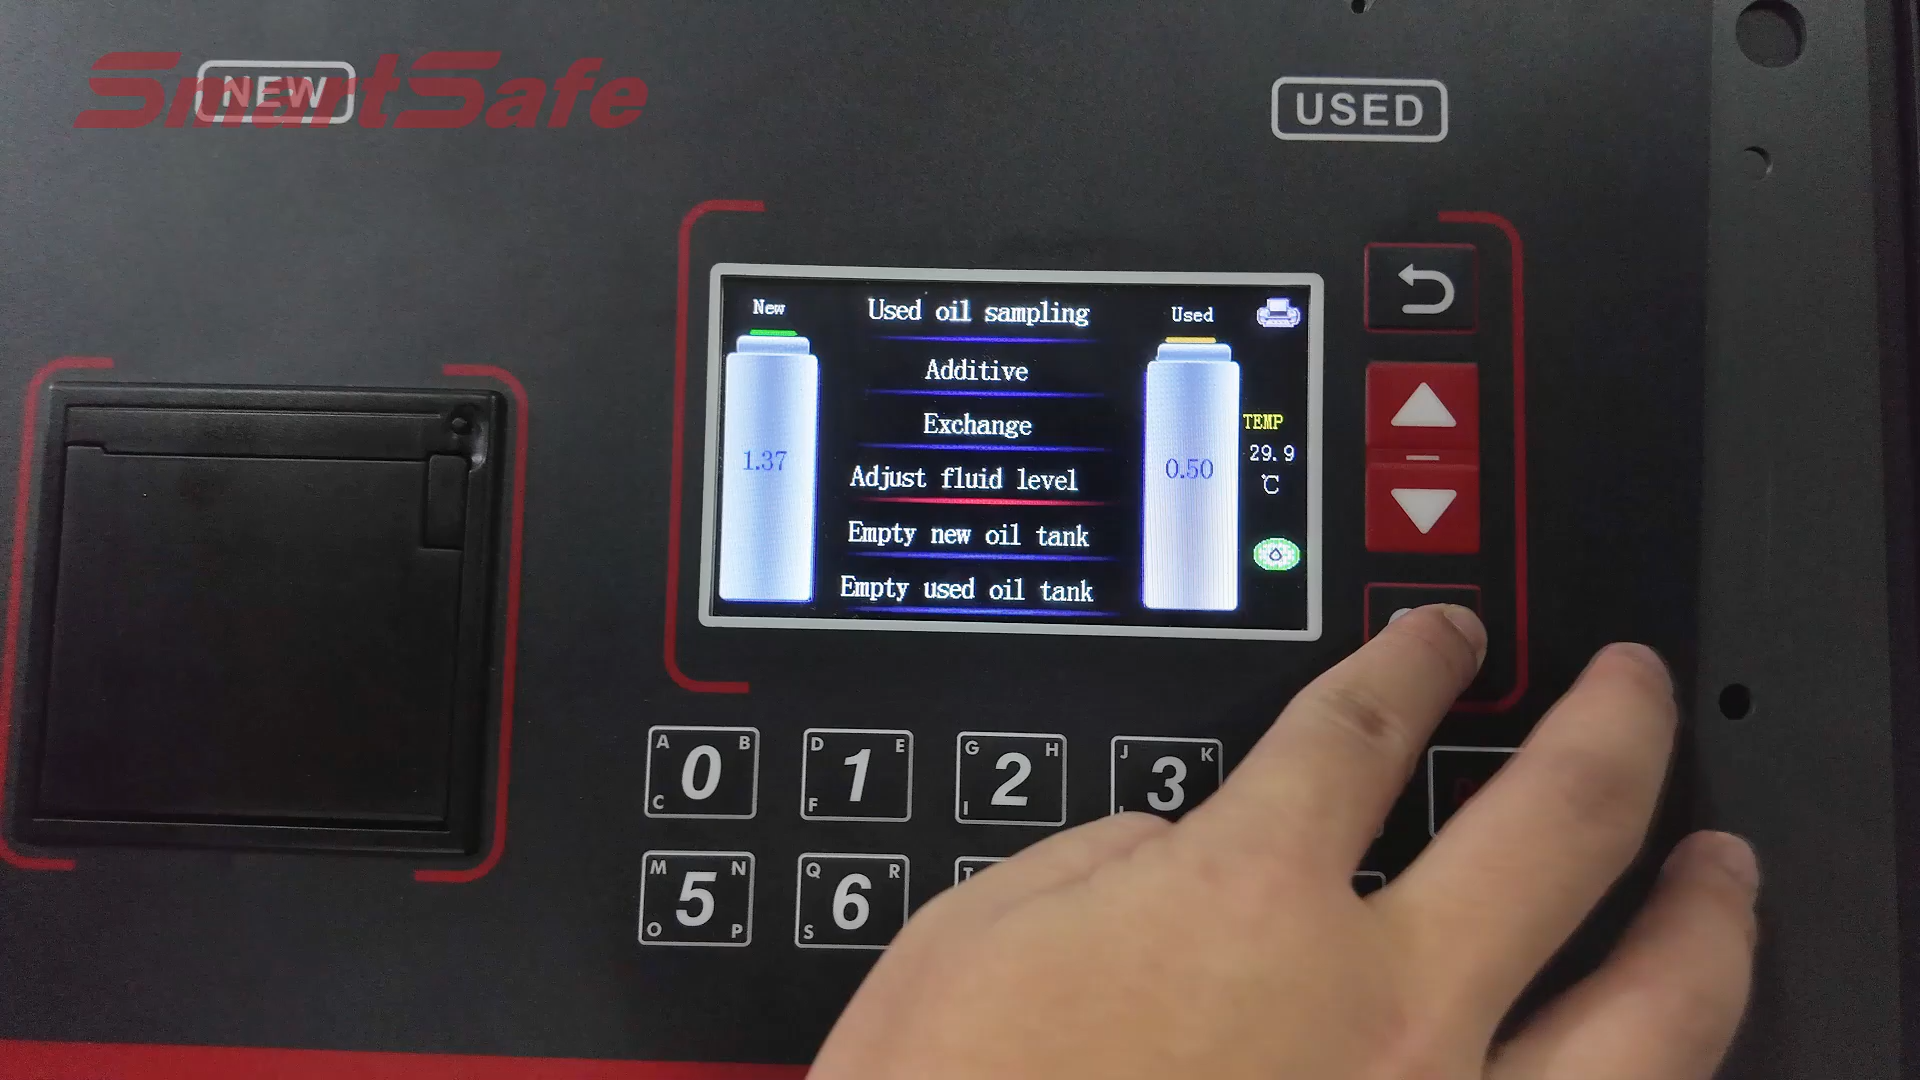 SmartSafe
NEW
USED
New
Used oil sampling
Used
Additive
Exchange
TEMP
1.37
0.50
29.9
℃
Adjust fluid level
Empty new oil tank
Empty used oil tank
A 0 B C
D 1 E F
G 2 H I
J 3 K
M 5 N O P
Q 6 R S